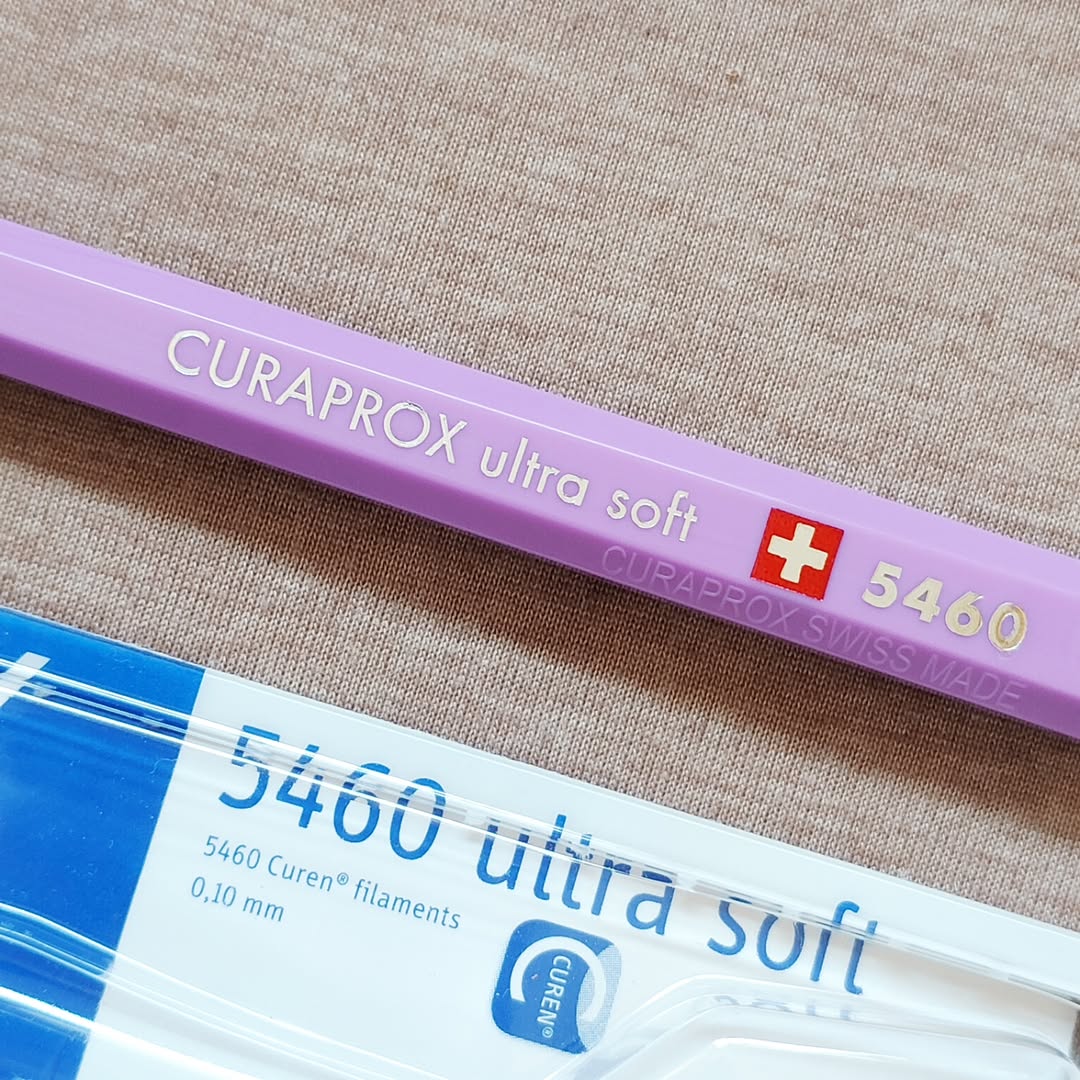 CURAPROX ultra soft 5460
CURAPROX SWISS MADE
5460 ultra soft
5460 Curen® filaments
0,10 mm
CUREN®